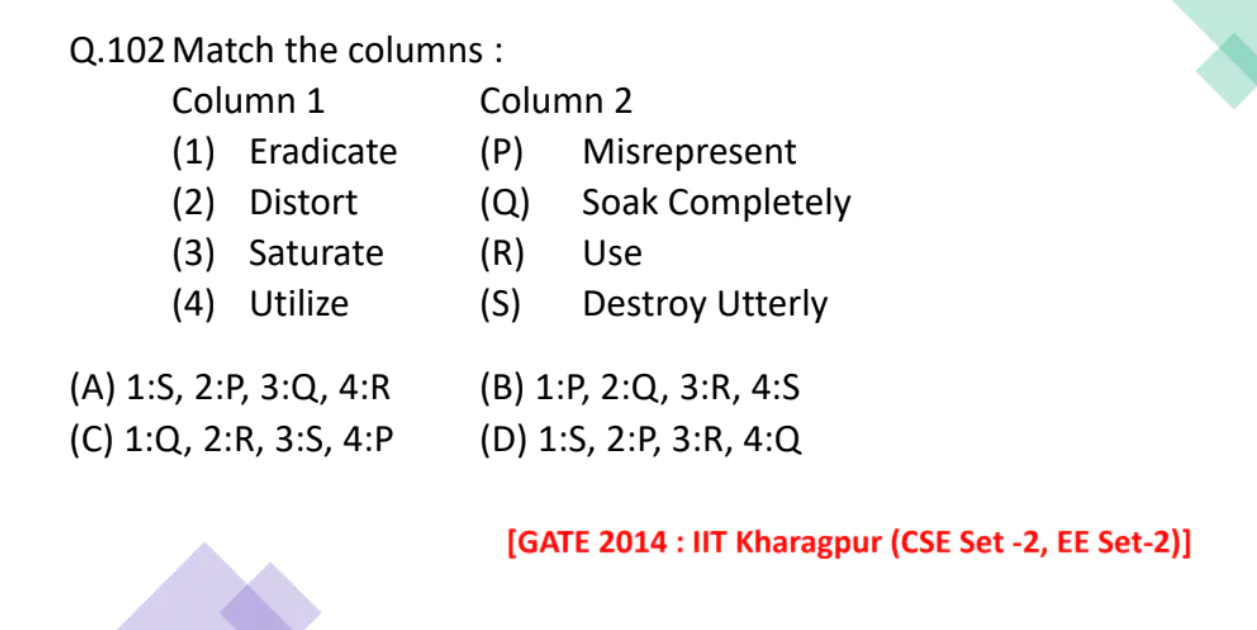 Q.102 Match the columns :
Column 1 Column 2
(1) Eradicate (P) Misrepresent
(2) Distort (Q) Soak Completely
(3) Saturate (R) Use
(4) Utilize (S) Destroy Utterly
(A) 1:S, 2:P, 3:Q, 4:R (B) 1:P, 2:Q, 3:R, 4:S
(C) 1:Q, 2:R, 3:S, 4:P (D) 1:S, 2:P, 3:R, 4:Q
[GATE 2014 : IIT Kharagpur (CSE Set -2, EE Set-2)]